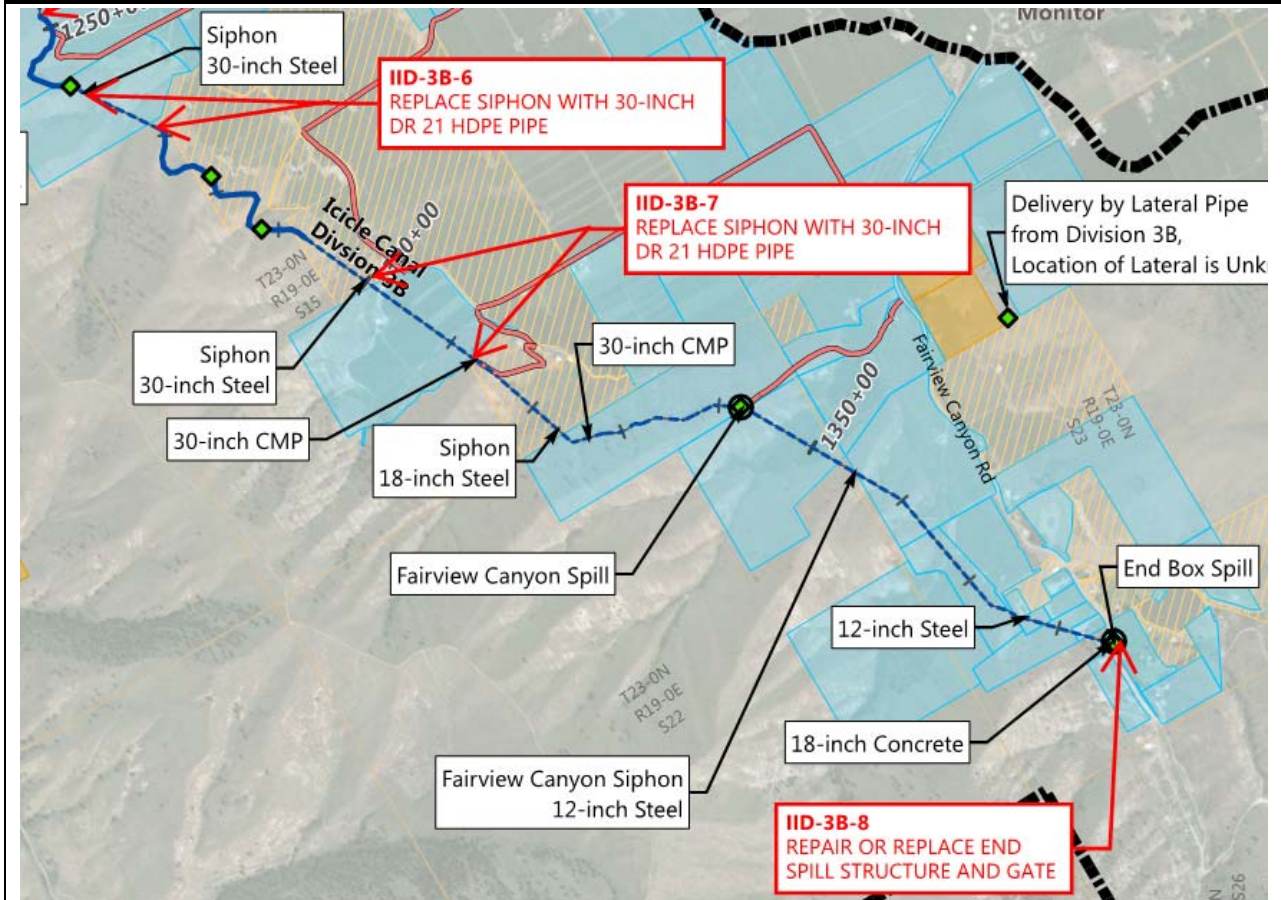 Monitor
1250+00
Siphon
30-inch Steel
IID-3B-6
REPLACE SIPHON WITH 30-INCH
DR 21 HDPE PIPE
IID-3B-7
REPLACE SIPHON WITH 30-INCH
DR 21 HDPE PIPE
Delivery by Lateral Pipe
from Division 3B,
Location of Lateral is Unk
Icicle Canal
Divsion 3B
0+00
T23-0N
R19-0E
S15
Siphon
30-inch Steel
30-inch CMP
30-inch CMP
Siphon
18-inch Steel
1350+00
Fairview Canyon Rd
T23-0N
R19-0E
S23
Fairview Canyon Spill
End Box Spill
12-inch Steel
T23-0N
R19-0E
S22
18-inch Concrete
Fairview Canyon Siphon
12-inch Steel
IID-3B-8
REPAIR OR REPLACE END
SPILL STRUCTURE AND GATE
N
S26